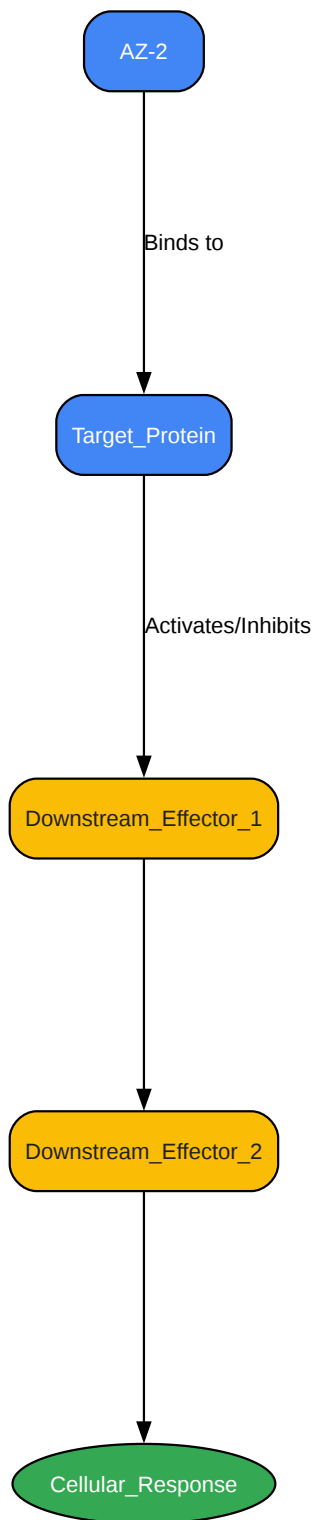 AZ-2
Binds to
Target_Protein
Activates/Inhibits
Downstream_Effector_1
Downstream_Effector_2
Cellular_Response